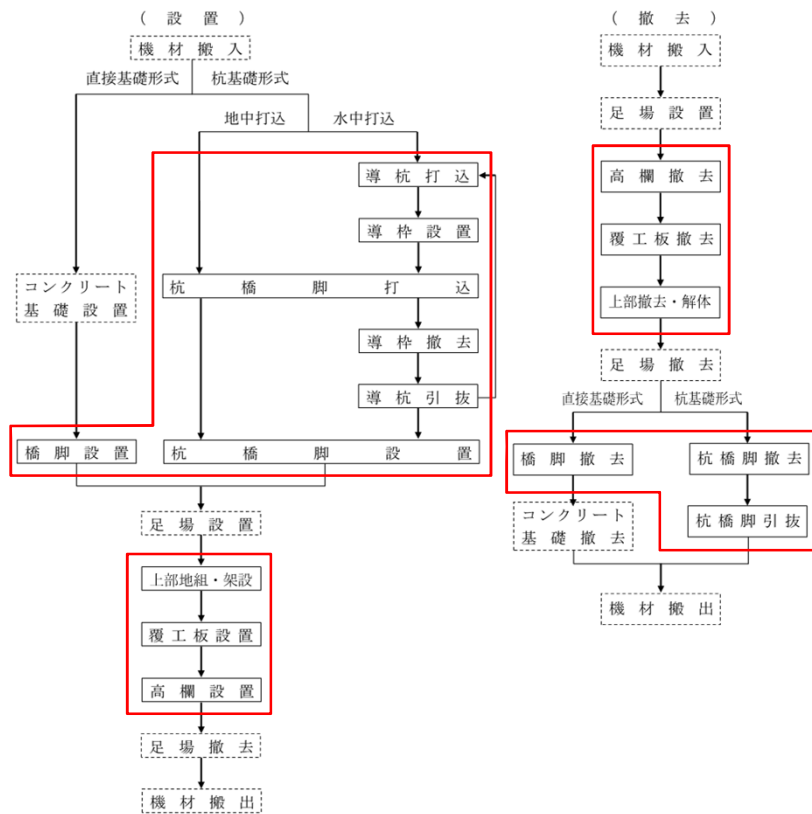 （設置）
機材搬入
直接基礎形式
杭基礎形式
地中打込
水中打込
導杭打込
導枠設置
コンクリート
基礎設置
杭橋脚打込
導枠撤去
導杭引抜
橋脚設置
杭橋脚設置
足場設置
上部地組・架設
覆工板設置
高欄設置
足場撤去
機材搬出
（撤去）
機材搬入
足場設置
高欄撤去
覆工板撤去
上部撤去・解体
足場撤去
直接基礎形式
杭基礎形式
橋脚撤去
杭橋脚撤去
コンクリート
基礎撤去
杭橋脚引抜
機材搬出